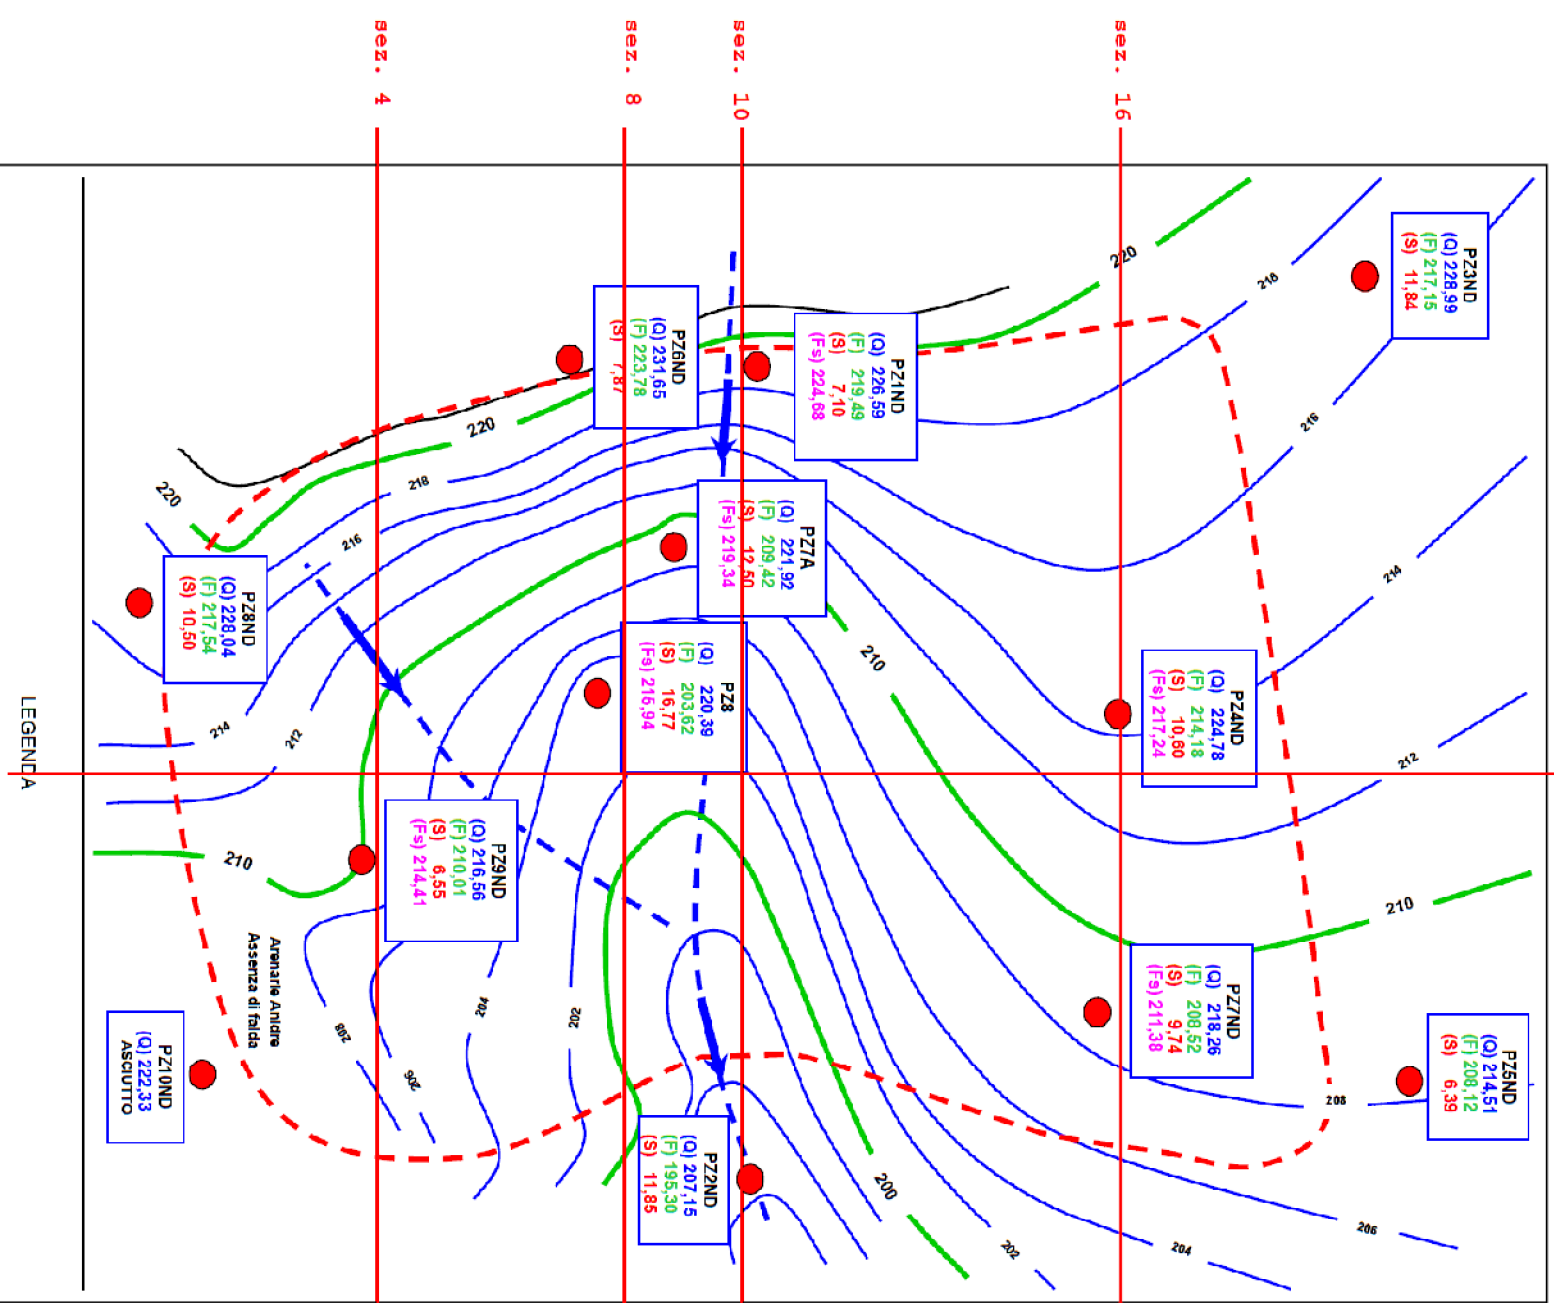 sez. 4
sez. 8
sez. 10
sez. 16
PZ3ND
(Q) 228,99
(F) 217,15
(S) 11,84
220
218
PZ6ND
(Q) 231,65
(F) 223,78
(S) 7,87
PZ1ND
(Q) 226,59
(F) 219,49
(S) 7,10
(Fs) 224,68
220
216
218
220
216
PZ7A
(Q) 221,92
(F) 209,42
(S) 12,50
(Fs) 219,34
214
PZ8ND
(Q) 228,04
(F) 217,54
(S) 10,50
210
PZ8
(Q) 220,39
(F) 203,62
(S) 16,77
(Fs) 215,94
PZ4ND
(Q) 224,78
(F) 214,18
(S) 10,60
(Fs) 217,24
214
212
212
LEGENDA
PZ9ND
(Q) 216,56
(F) 210,01
(S) 6,55
(Fs) 214,41
210
210
Arenarie Anidre
Assenza di falda
PZ7ND
(Q) 218,26
(F) 208,52
(S) 9,74
(Fs) 211,38
204
202
208
206
PZ10ND
(Q) 222,33
ASCIUTTO
PZ5ND
(Q) 214,51
(F) 208,12
(S) 6,39
208
PZ2ND
(Q) 207,15
(F) 195,30
(S) 11,85
200
202
204
206